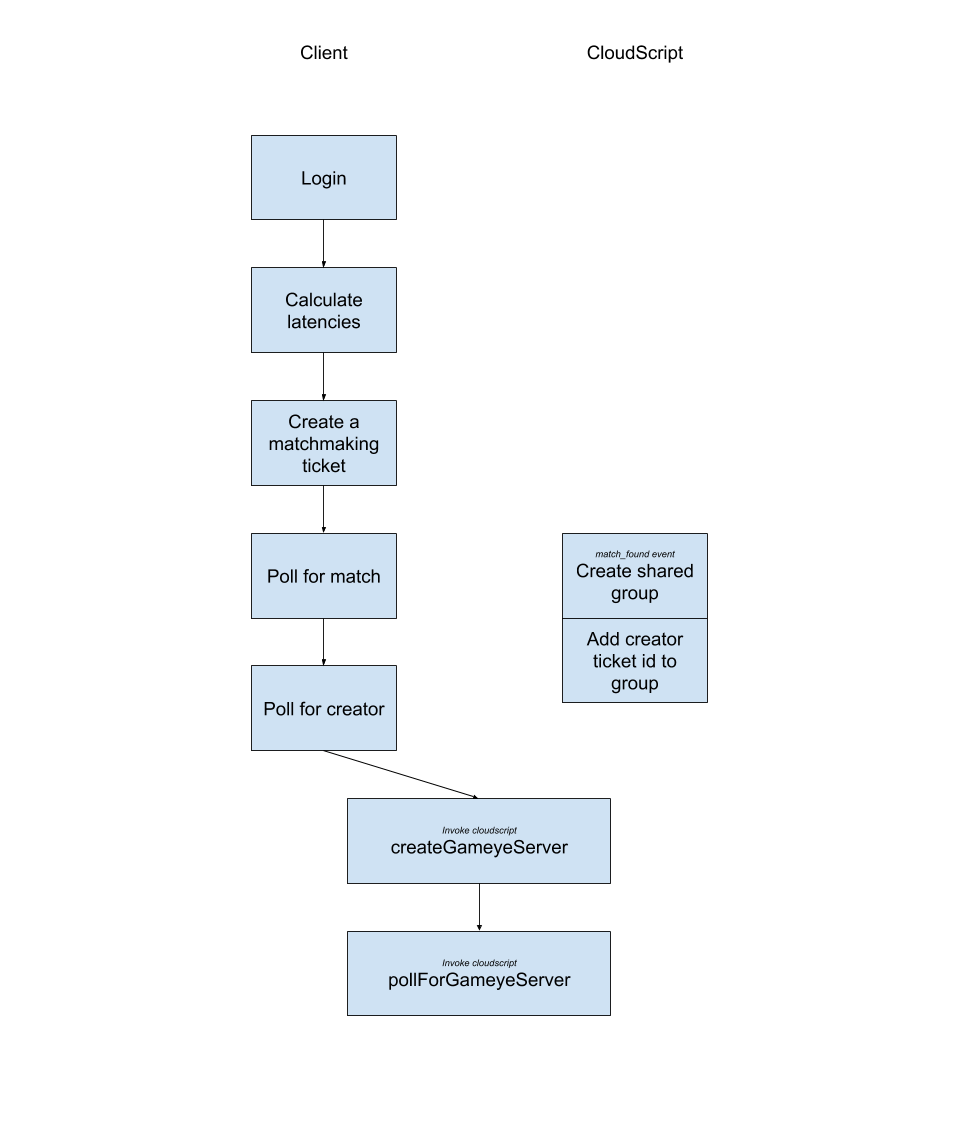 Client
CloudScript
Login
Calculate
latencies
Create a
matchmaking
ticket
Poll for match
match_found event
Create shared
group
Add creator
ticket id to
group
Poll for creator
Invoke cloudscript
createGameyeServer
Invoke cloudscript
pollForGameyeServer